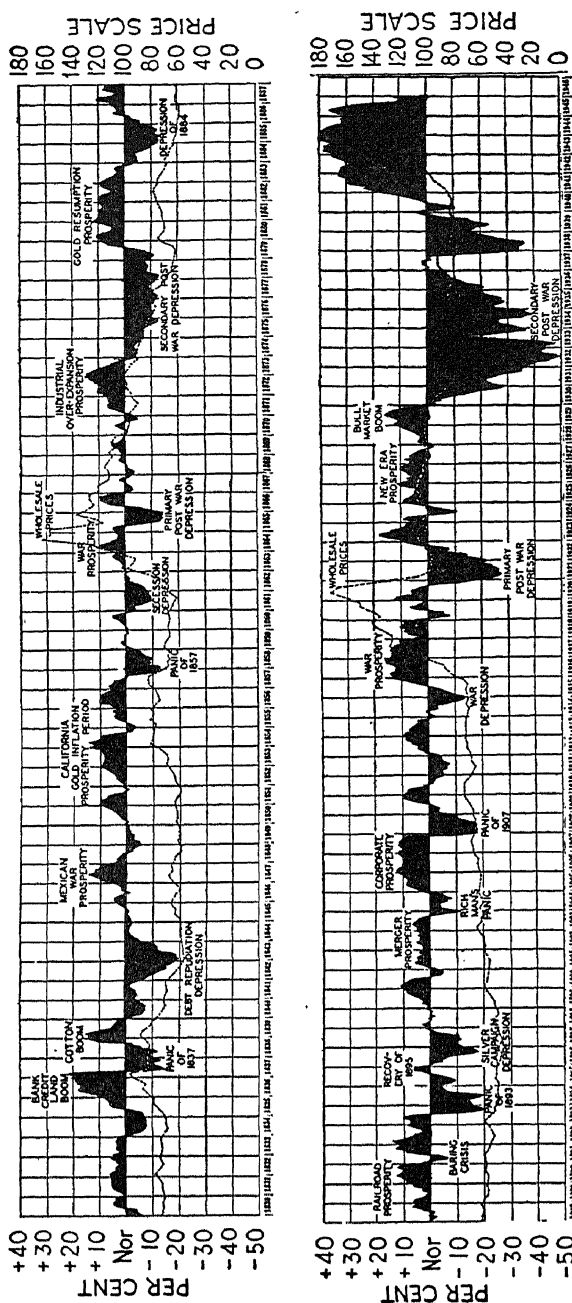 PRICE SCALE
180
160
140
120
100
80
60
BANK
CREDIT
LAND
BOOM
COTTON
BOOM
MEXICAN
WAR
PROSPERITY
CALIFORNIA
GOLD INFLATION
PROSPERITY PERIOD
WAR
PROSPERITY
WHOLESALE
PRICES
INDUSTRIAL
OVER-EXPANSION
PROSPERITY
GOLD RESUMPTION
PROSPERITY
PANIC
OF
1837
DEBT REPUDIATION
DEPRESSION
PANIC
OF
1857
SECESSION
DEPRESSION
PRIMARY
POST WAR
DEPRESSION
SECONDARY POST
WAR DEPRESSION
DEPRESSION
OF
1884
+40
+30
+20
+10
Nor
-10
-20
-30
-40
-50
PER CENT
PRICE SCALE
180
160
140
120
100
80
60
40
20
0
RAILROAD
PROSPERITY
RECOV-
ERY OF
1895
MERGER
PROSPERITY
CORPORATE
PROSPERITY
WAR
PROSPERITY
WHOLESALE
PRICES
NEW ERA
PROSPERITY
BULL
MARKET
BOOM
BARING
CRISIS
PANIC
OF
1893
SILVER
CAMPAIGN
DEPRESSION
RICH
MAN'S
PANIC
PANIC
OF
1907
WAR
DEPRESSION
PRIMARY
POST WAR
DEPRESSION
SECONDARY
POST WAR
DEPRESSION
+40
+30
+20
+10
Nor
-10
-20
-30
-40
-50
PER CENT